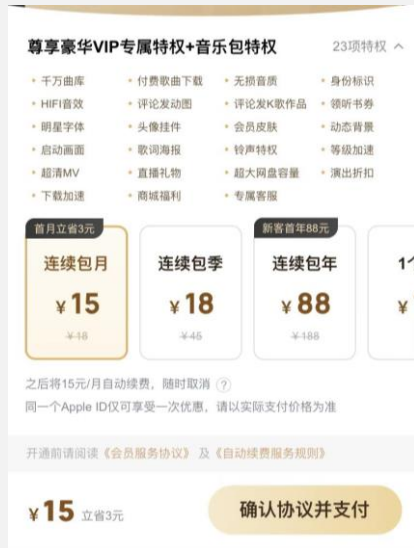 尊享豪华VIP专属特权+音乐包特权 23项特权
千万曲库 付费歌曲下载 无损音质 身份标识
HIFI音效 评论发动图 评论发K歌作品 领听书券
明星字体 头像挂件 会员皮肤 动态背景
启动画面 歌词海报 铃声特权 等级加速
超清MV 直播礼物 超大网盘容量 演出折扣
下载加速 商城福利 专属客服
首月立省3元 新客首年88元
连续包月 连续包季 连续包年 1
¥15 ¥18 ¥88 ¥
¥18 ¥45 ¥188
之后将15元/月自动续费，随时取消 ?
同一个Apple ID仅可享受一次优惠，请以实际支付价格为准
开通前请阅读《会员服务协议》 及《自动续费服务规则》
¥15 立省3元 确认协议并支付